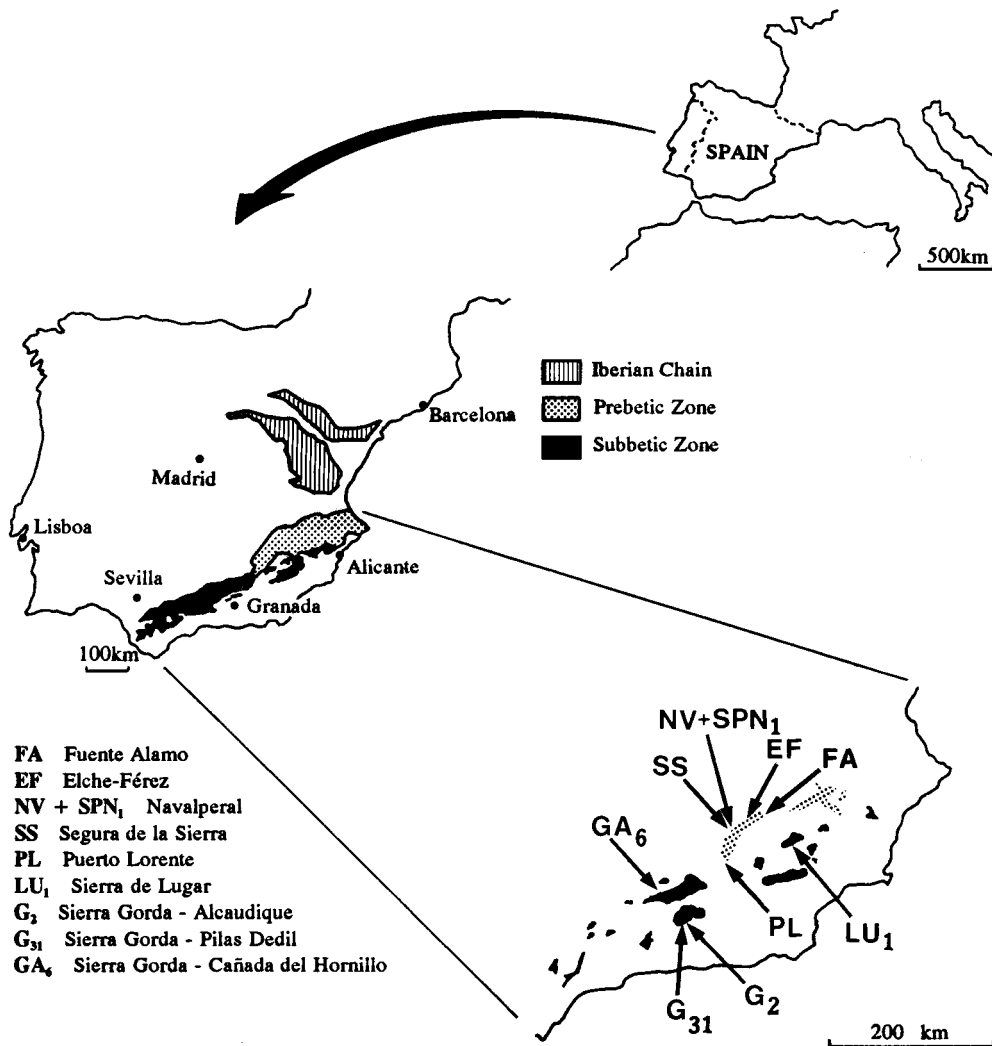 SPAIN
500km
Iberian Chain
Prebetic Zone
Subbetic Zone
Barcelona
Madrid
Lisboa
Sevilla
Granada
Alicante
100km
FA Fuente Alamo
EF Elche-Férez
NV + SPN₁ Navalperal
SS Segura de la Sierra
PL Puerto Lorente
LU₁ Sierra de Lugar
G₂ Sierra Gorda - Alcaudique
G₃₁ Sierra Gorda - Pilas Dedil
GA₆ Sierra Gorda - Cañada del Hornillo
NV+SPN₁
EF
FA
SS
GA₆
PL
LU₁
G₂
G₃₁
200 km